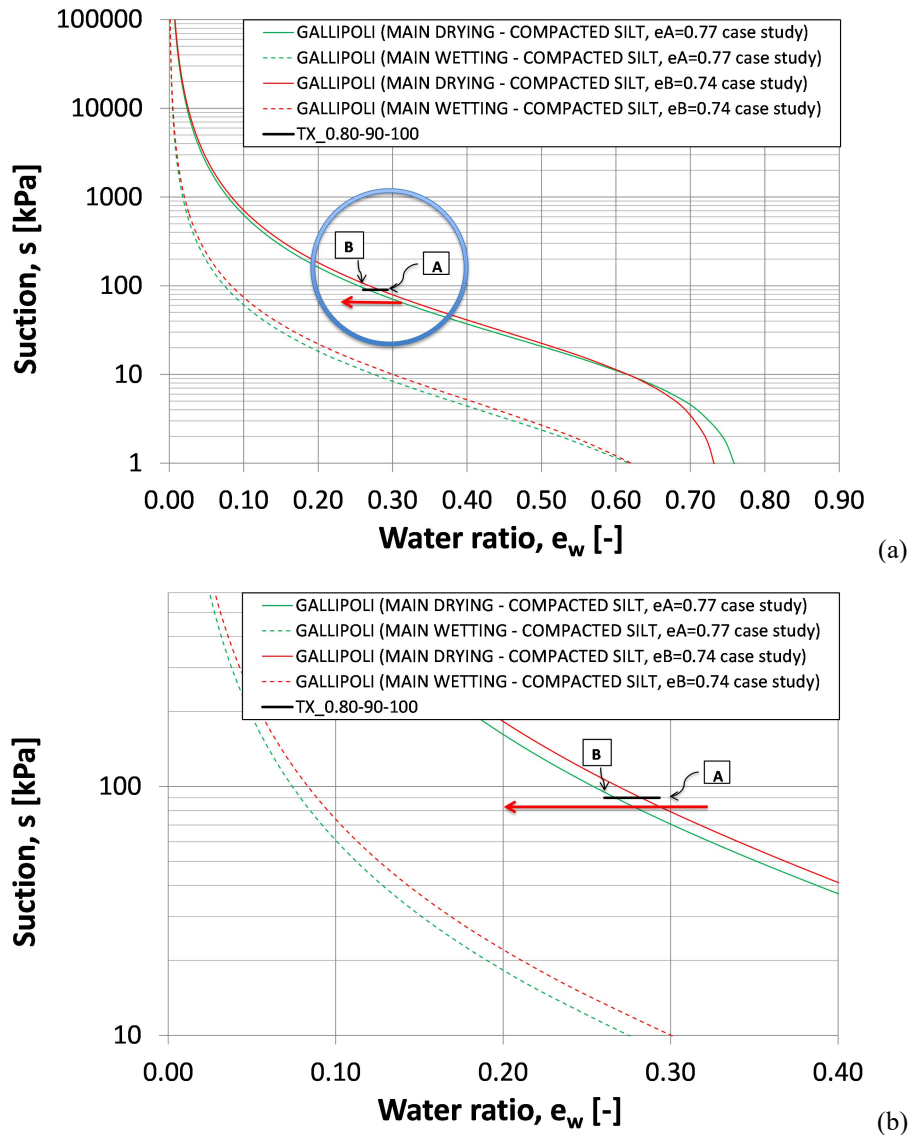 GALLIPOLI (MAIN DRYING - COMPACTED SILT, eA=0.77 case study)
GALLIPOLI (MAIN WETTING - COMPACTED SILT, eA=0.77 case study)
GALLIPOLI (MAIN DRYING - COMPACTED SILT, eB=0.74 case study)
GALLIPOLI (MAIN WETTING - COMPACTED SILT, eB=0.74 case study)
TX_0.80-90-100
Suction, s [kPa]
100000
10000
1000
100
10
1
B
A
0.00 0.10 0.20 0.30 0.40 0.50 0.60 0.70 0.80 0.90
Water ratio, ew [-]
(a)
GALLIPOLI (MAIN DRYING - COMPACTED SILT, eA=0.77 case study)
GALLIPOLI (MAIN WETTING - COMPACTED SILT, eA=0.77 case study)
GALLIPOLI (MAIN DRYING - COMPACTED SILT, eB=0.74 case study)
GALLIPOLI (MAIN WETTING - COMPACTED SILT, eB=0.74 case study)
TX_0.80-90-100
Suction, s [kPa]
100
10
B
A
0.00 0.10 0.20 0.30 0.40
Water ratio, ew [-]
(b)